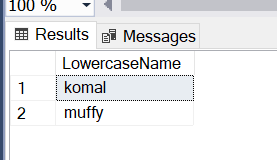 100 %
Results Messages
LowercaseName
1 komal
2 muffy